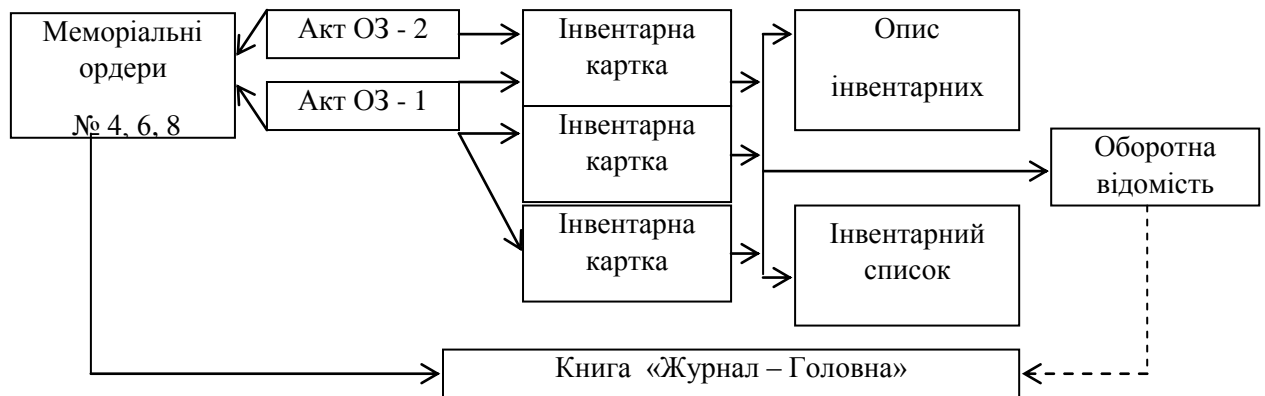 Меморіальні
ордери
№ 4, 6, 8
Акт ОЗ - 2
Акт ОЗ - 1
Інвентарна
картка
Інвентарна
картка
Інвентарна
картка
Опис
інвентарних
Інвентарний
список
Оборотна
відомість
Книга «Журнал – Головна»